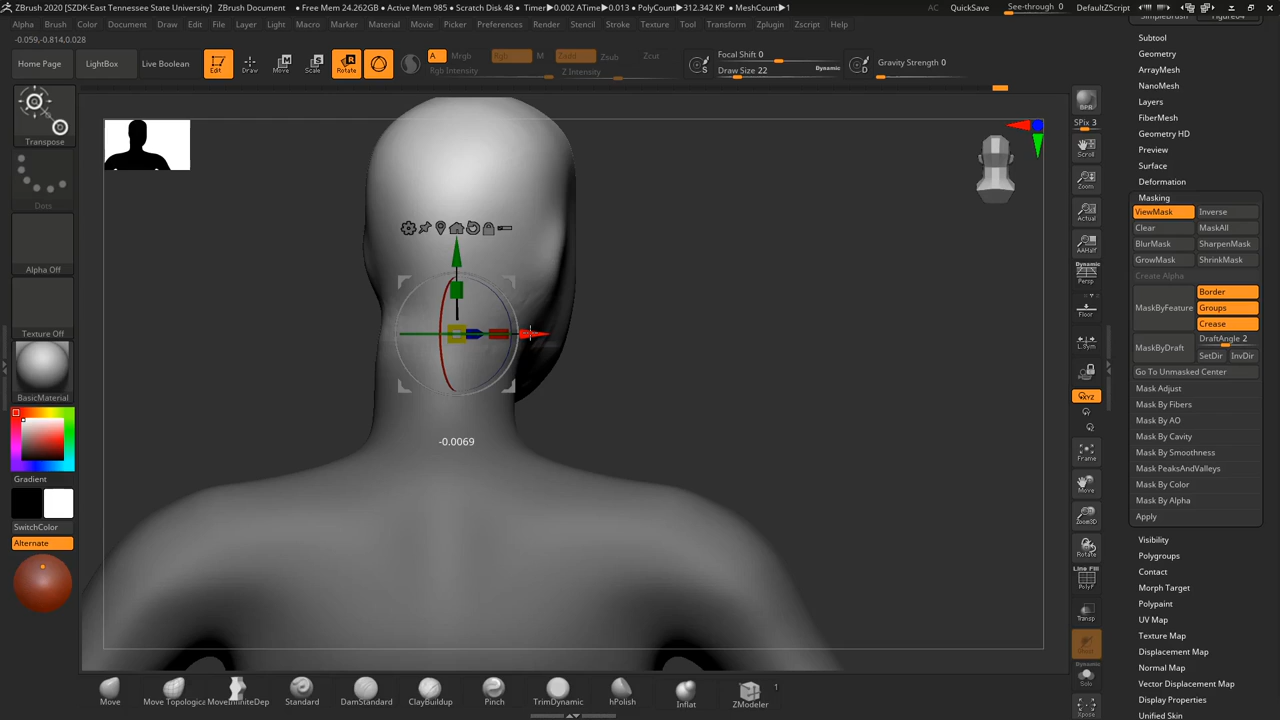 ZBrush 2020 [SZDK-East Tennessee State University] ZBrush Document • Free Mem 24.262GB • Active Mem 985 • Scratch Disk 48 • Timer▶0.002 ATime▶0.013 • PolyCount▶312.342 KP • MeshCount▶1 AC QuickSave See-through 0 Menus DefaultZScript
Alpha Brush Color Document Draw Edit File Layer Light Macro Marker Material Movie Picker Preferences Render Stencil Stroke Texture Tool Transform Zplugin Zscript
-0.059,-0.814,0.028
Home Page LightBox Live Boolean Edit Draw Move Scale Rotate A Mrgb Rgb M Zadd Zsub Zcut
Rgb Intensity Z Intensity
S Focal Shift 0
Draw Size 22 Dynamic
D Gravity Strength 0
Transpose
Dots
Alpha Off
Texture Off
BasicMaterial
Gradient
SwitchColor
Alternate
-0.0069
BPR
SPix 3
Scroll
Zoom
Actual
AAHalf
Dynamic
Persp
Floor
L.Sym
XYZ
Frame
Move
Zoom3D
Rotate
Line Fill
PolyF
Transp
Dynamic
Solo
Xpose
SimpleBrush
Subtool
Geometry
ArrayMesh
NanoMesh
Layers
FiberMesh
Geometry HD
Preview
Surface
Deformation
Masking
ViewMask Inverse
Clear MaskAll
BlurMask SharpenMask
GrowMask ShrinkMask
Create Alpha
MaskByFeature Border
Groups
Crease
MaskByDraft DraftAngle 2
SetDir InvDir
Go To Unmasked Center
Mask Adjust
Mask By Fibers
Mask By AO
Mask By Cavity
Mask By Smoothness
Mask PeaksAndValleys
Mask By Color
Mask By Alpha
Apply
Visibility
Polygroups
Contact
Morph Target
Polypaint
UV Map
Texture Map
Displacement Map
Normal Map
Vector Displacement Map
Display Properties
Unified Skin
Move Move Topologica MoveInfiniteDep Standard DamStandard ClayBuildup Pinch TrimDynamic hPolish Inflat ZModeler 1